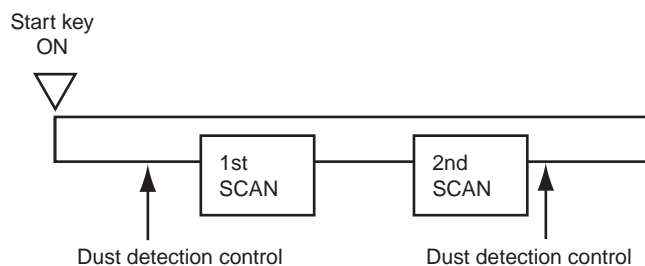 Start key
ON
1st
SCAN
2nd
SCAN
Dust detection control
Dust detection control